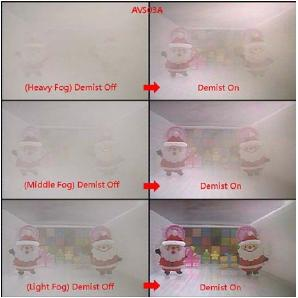 AVS03A
(Heavy Fog) Demist Off
Demist On
(Middle Fog) Demist Off
Demist On
(Light Fog) Demist Off
Demist On